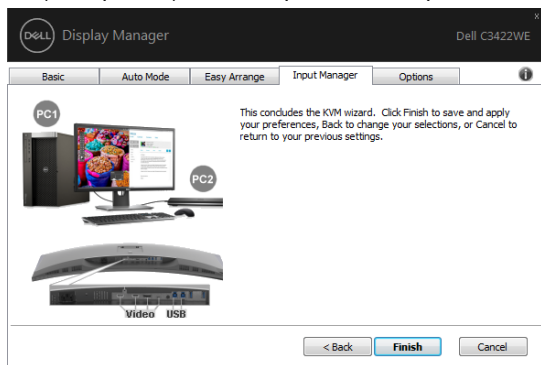 DELL Display Manager
Dell C3422WE
Basic Auto Mode Easy Arrange Input Manager Options
PC1
This concludes the KVM wizard. Click Finish to save and apply
your preferences, Back to change your selections, or Cancel to
return to your previous settings.
PC2
Video USB
< Back Finish Cancel